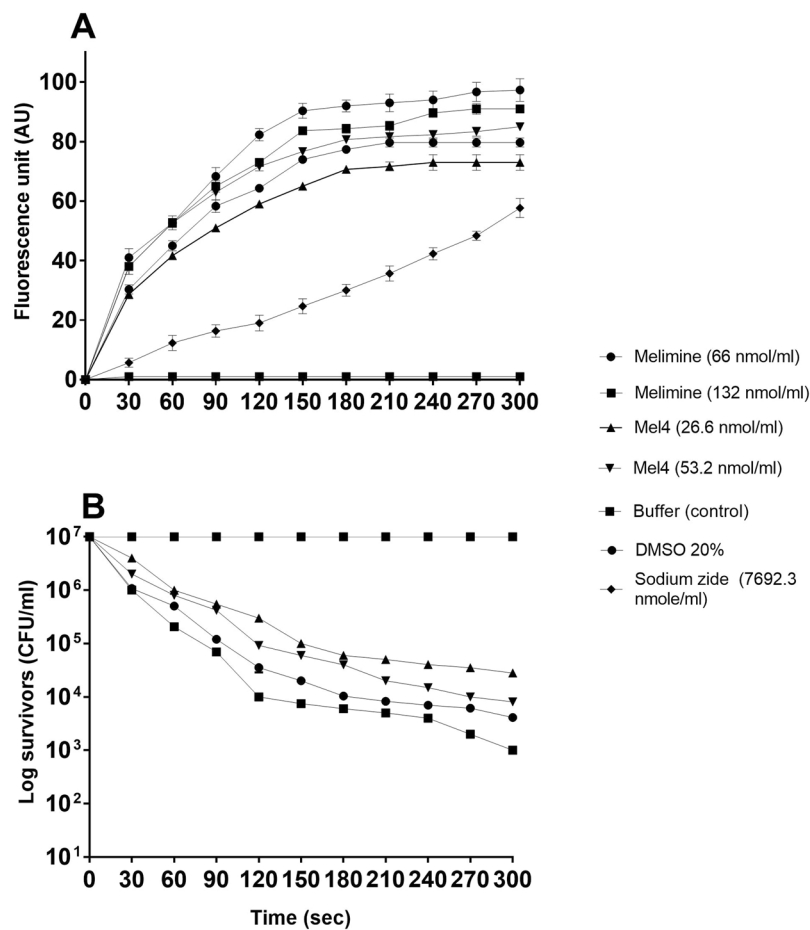 A
Fluorescence unit (AU)
100
80
60
40
20
0
0 30 60 90 120 150 180 210 240 270 300
Melimine (66 nmol/ml)
Melimine (132 nmol/ml)
Mel4 (26.6 nmol/ml)
Mel4 (53.2 nmol/ml)
Buffer (control)
DMSO 20%
Sodium zide (7692.3
nmole/ml)
B
Log survivors (CFU/ml)
10⁷
10⁶
10⁵
10⁴
10³
10²
10¹
0 30 60 90 120 150 180 210 240 270 300
Time (sec)